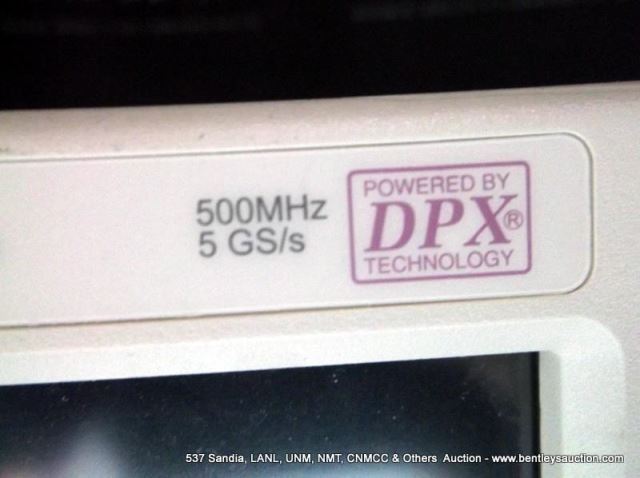 500MHz
5 GS/s
POWERED BY
DPX®
TECHNOLOGY
537 Sandia, LANL, UNM, NMT, CNMCC & Others Auction - www.bentleysauction.com